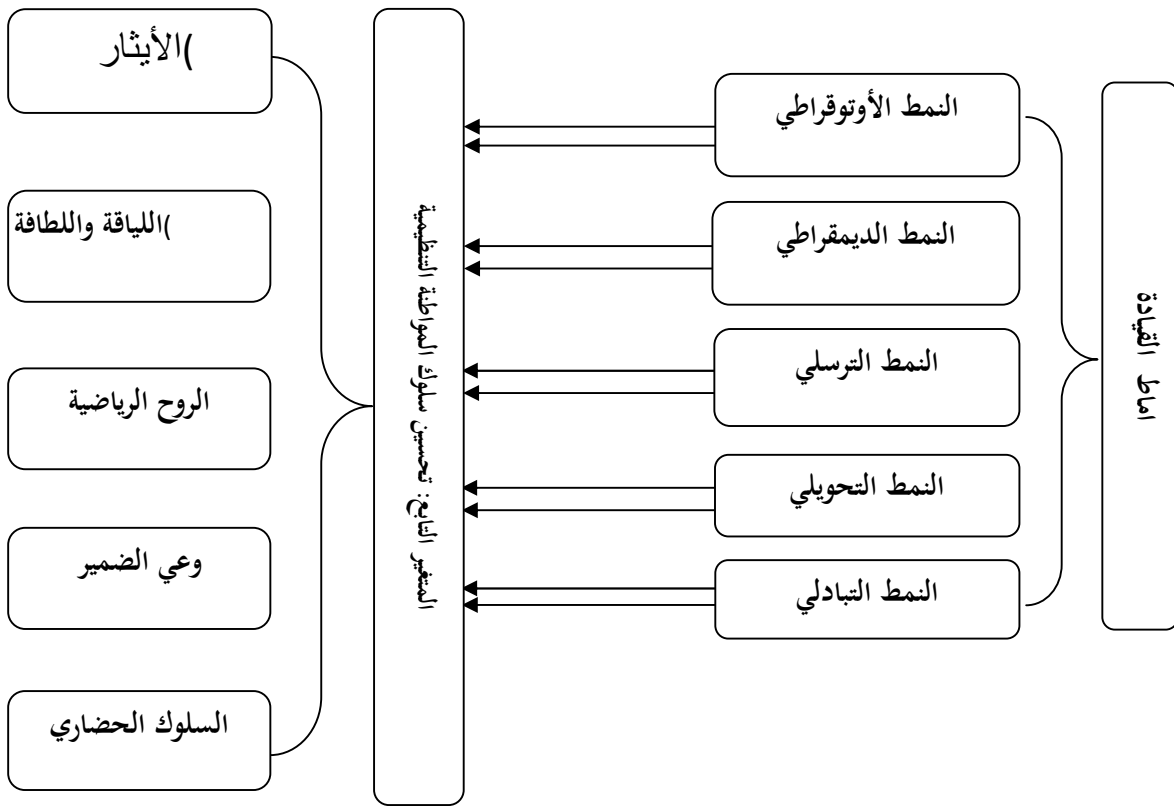 اماط القيادة
النمط الأوتوقراطي
النمط الديمقراطي
النمط الترسلي
النمط التحويلي
النمط التبادلي
المتغير التابع: تحسين سلوك المواطنة التنظيمية
)الأيثار
)اللياقة واللطافة
الروح الرياضية
وعي الضمير
السلوك الحضاري